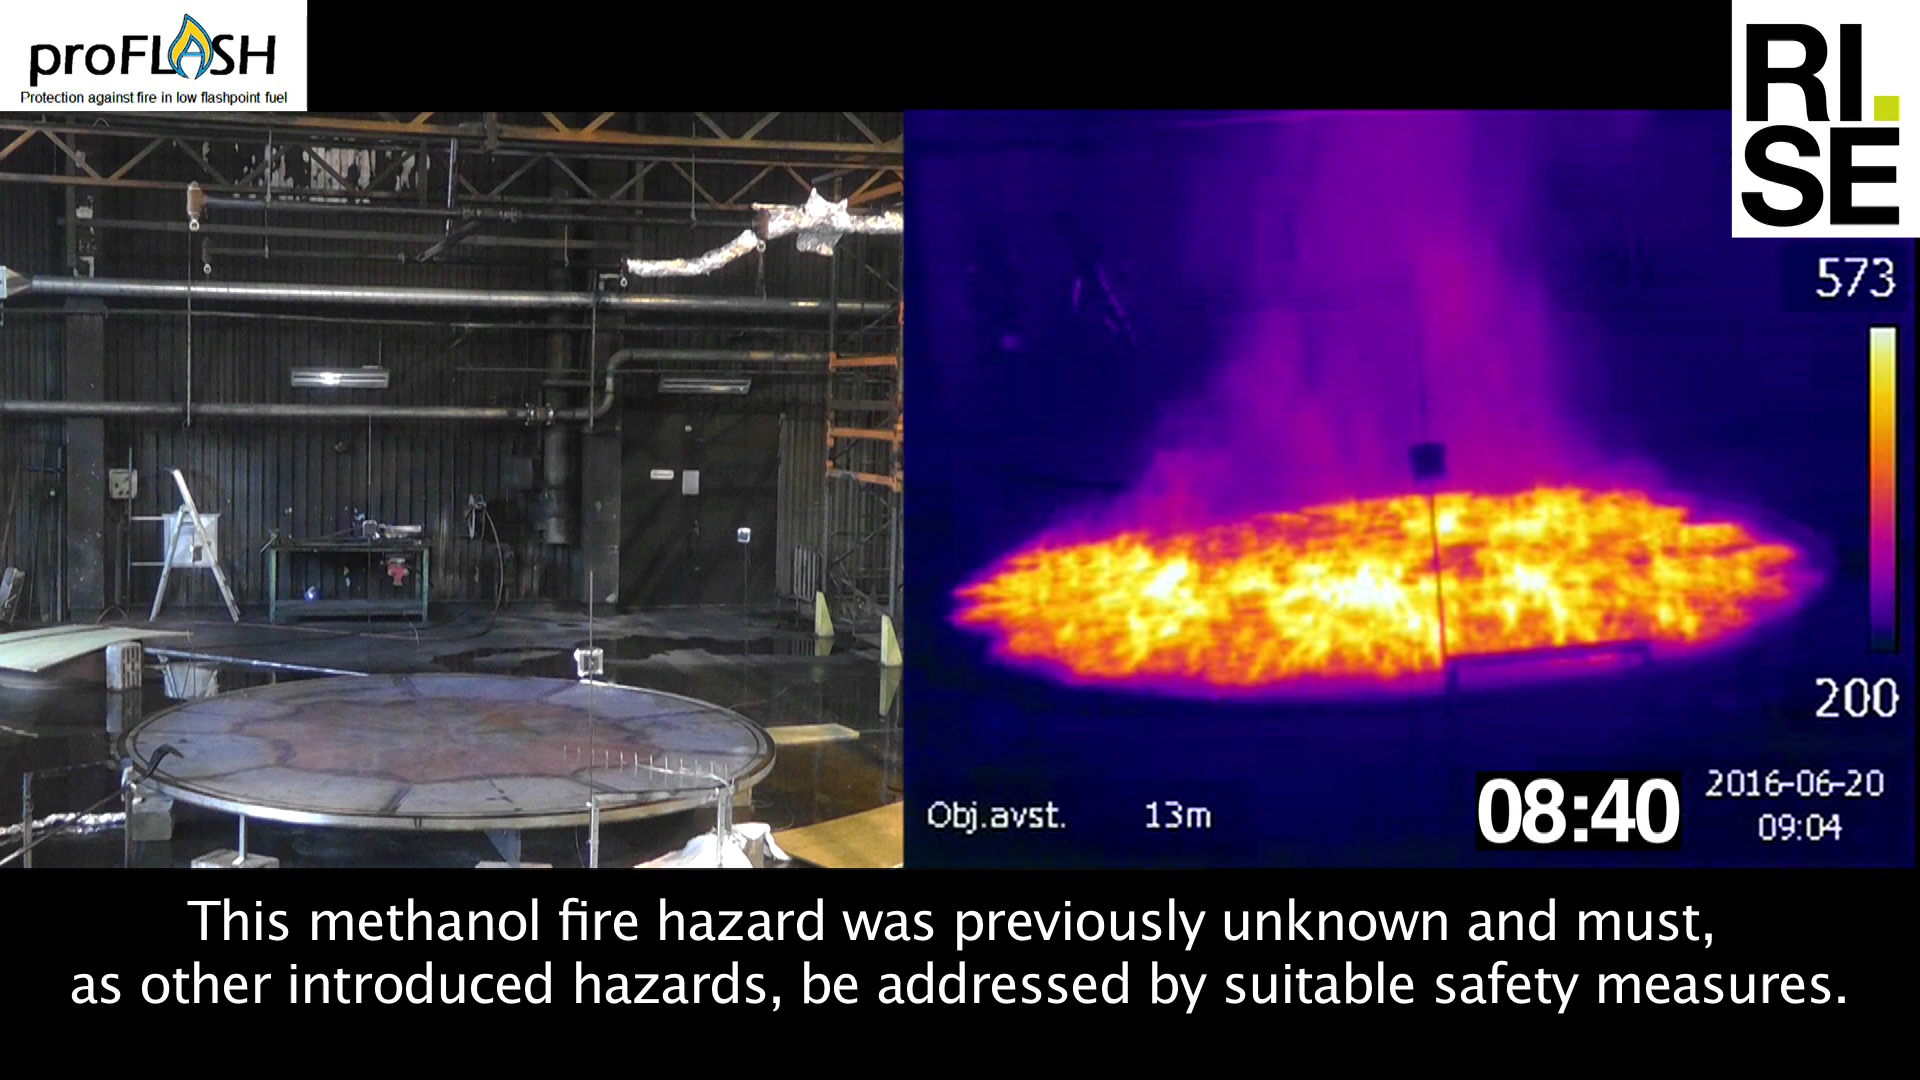 proFLASH
Protection against fire in low flashpoint fuel
RI.
SE
573
200
Obj.avst. 13m
08:40
2016-06-20
09:04
This methanol fire hazard was previously unknown and must,
as other introduced hazards, be addressed by suitable safety measures.